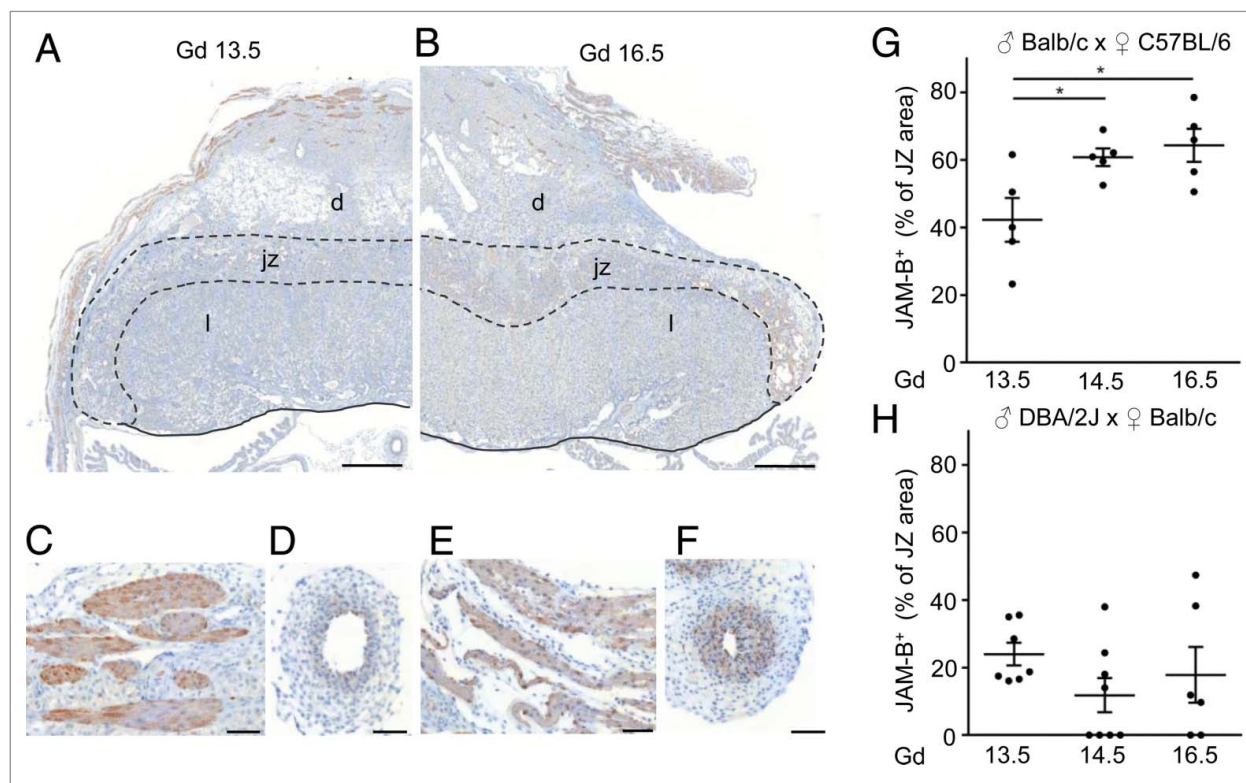 A
Gd 13.5
B
Gd 16.5
d
jz
l
d
jz
l
C
D
E
F
G
♂ Balb/c x ♀ C57BL/6
*
*
JAM-B⁺ (% of JZ area)
80
60
40
20
0
Gd 13.5 14.5 16.5
H
♂ DBA/2J x ♀ Balb/c
JAM-B⁺ (% of JZ area)
80
60
40
20
0
Gd 13.5 14.5 16.5